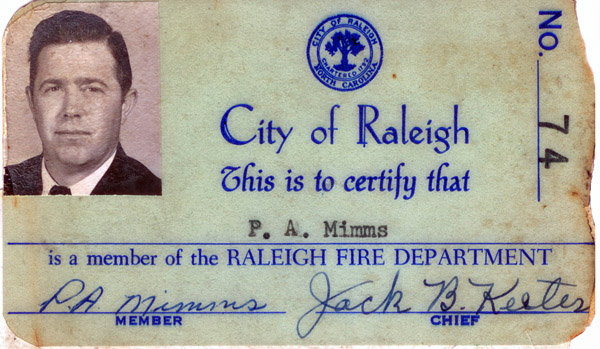 CITY OF RALEIGH
CHARTERED 1792
NORTH CAROLINA
NO. 74
City of Raleigh
This is to certify that
P. A. Mimms
is a member of the RALEIGH FIRE DEPARTMENT
P.A. Mimms Jack B. Keeter
MEMBER CHIEF